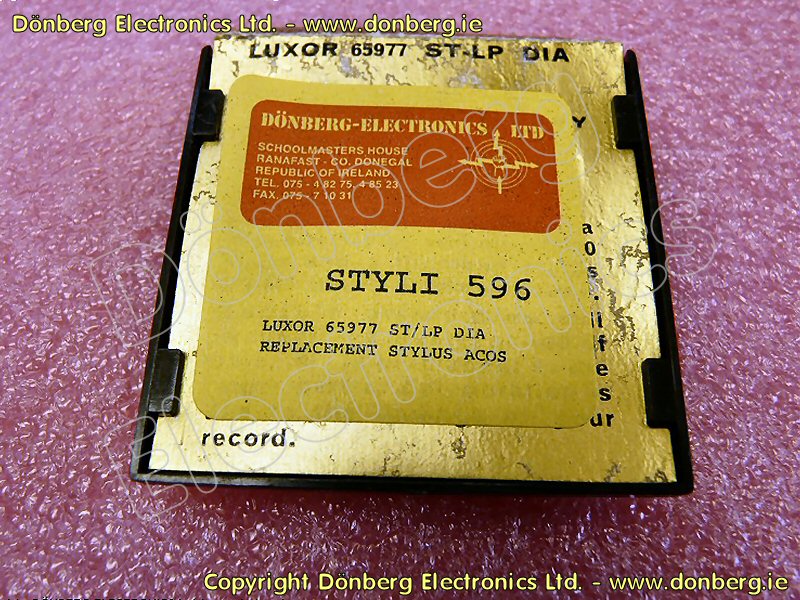 Dönberg Electronics Ltd. - www.donberg.ie
LUXOR 65977 ST-LP DIA
DÖNBERG-ELECTRONICS LTD
SCHOOLMASTERS HOUSE
RANAFAST - CO. DONEGAL
REPUBLIC OF IRELAND
TEL. 075 - 4 82 75, 4 85 23
FAX. 075 - 7 10 31
STYLI 596
LUXOR 65977 ST/LP DIA
REPLACEMENT STYLUS ACOS
record.
Dönberg
Electronics
Copyright Dönberg Electronics Ltd. - www.donberg.ie